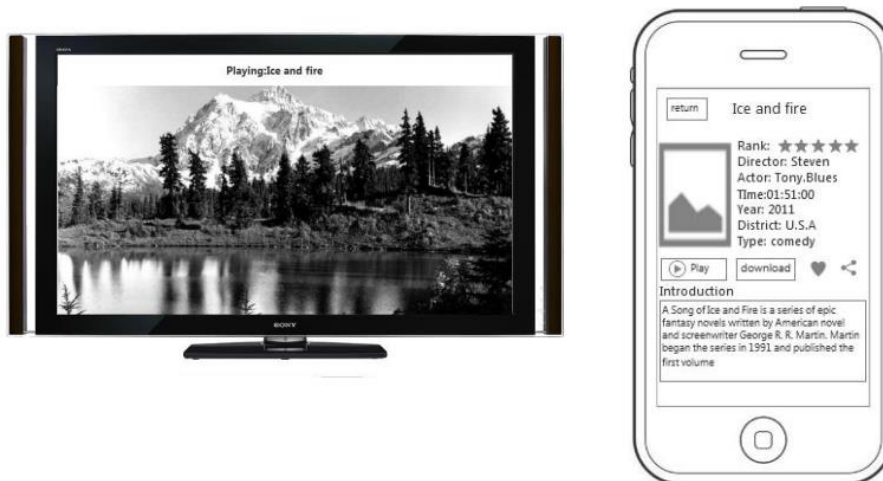 Playing:Ice and fire
SONY
return
Ice and fire
Rank:
Director: Steven
Actor: Tony.Blues
TIme:01:51:00
Year: 2011
District: U.S.A
Type: comedy
Play
download
Introduction
A Song of Ice and Fire is a series of epic
fantasy novels written by American novel
and screenwriter George R. R. Martin. Martin
began the series in 1991 and published the
first volume